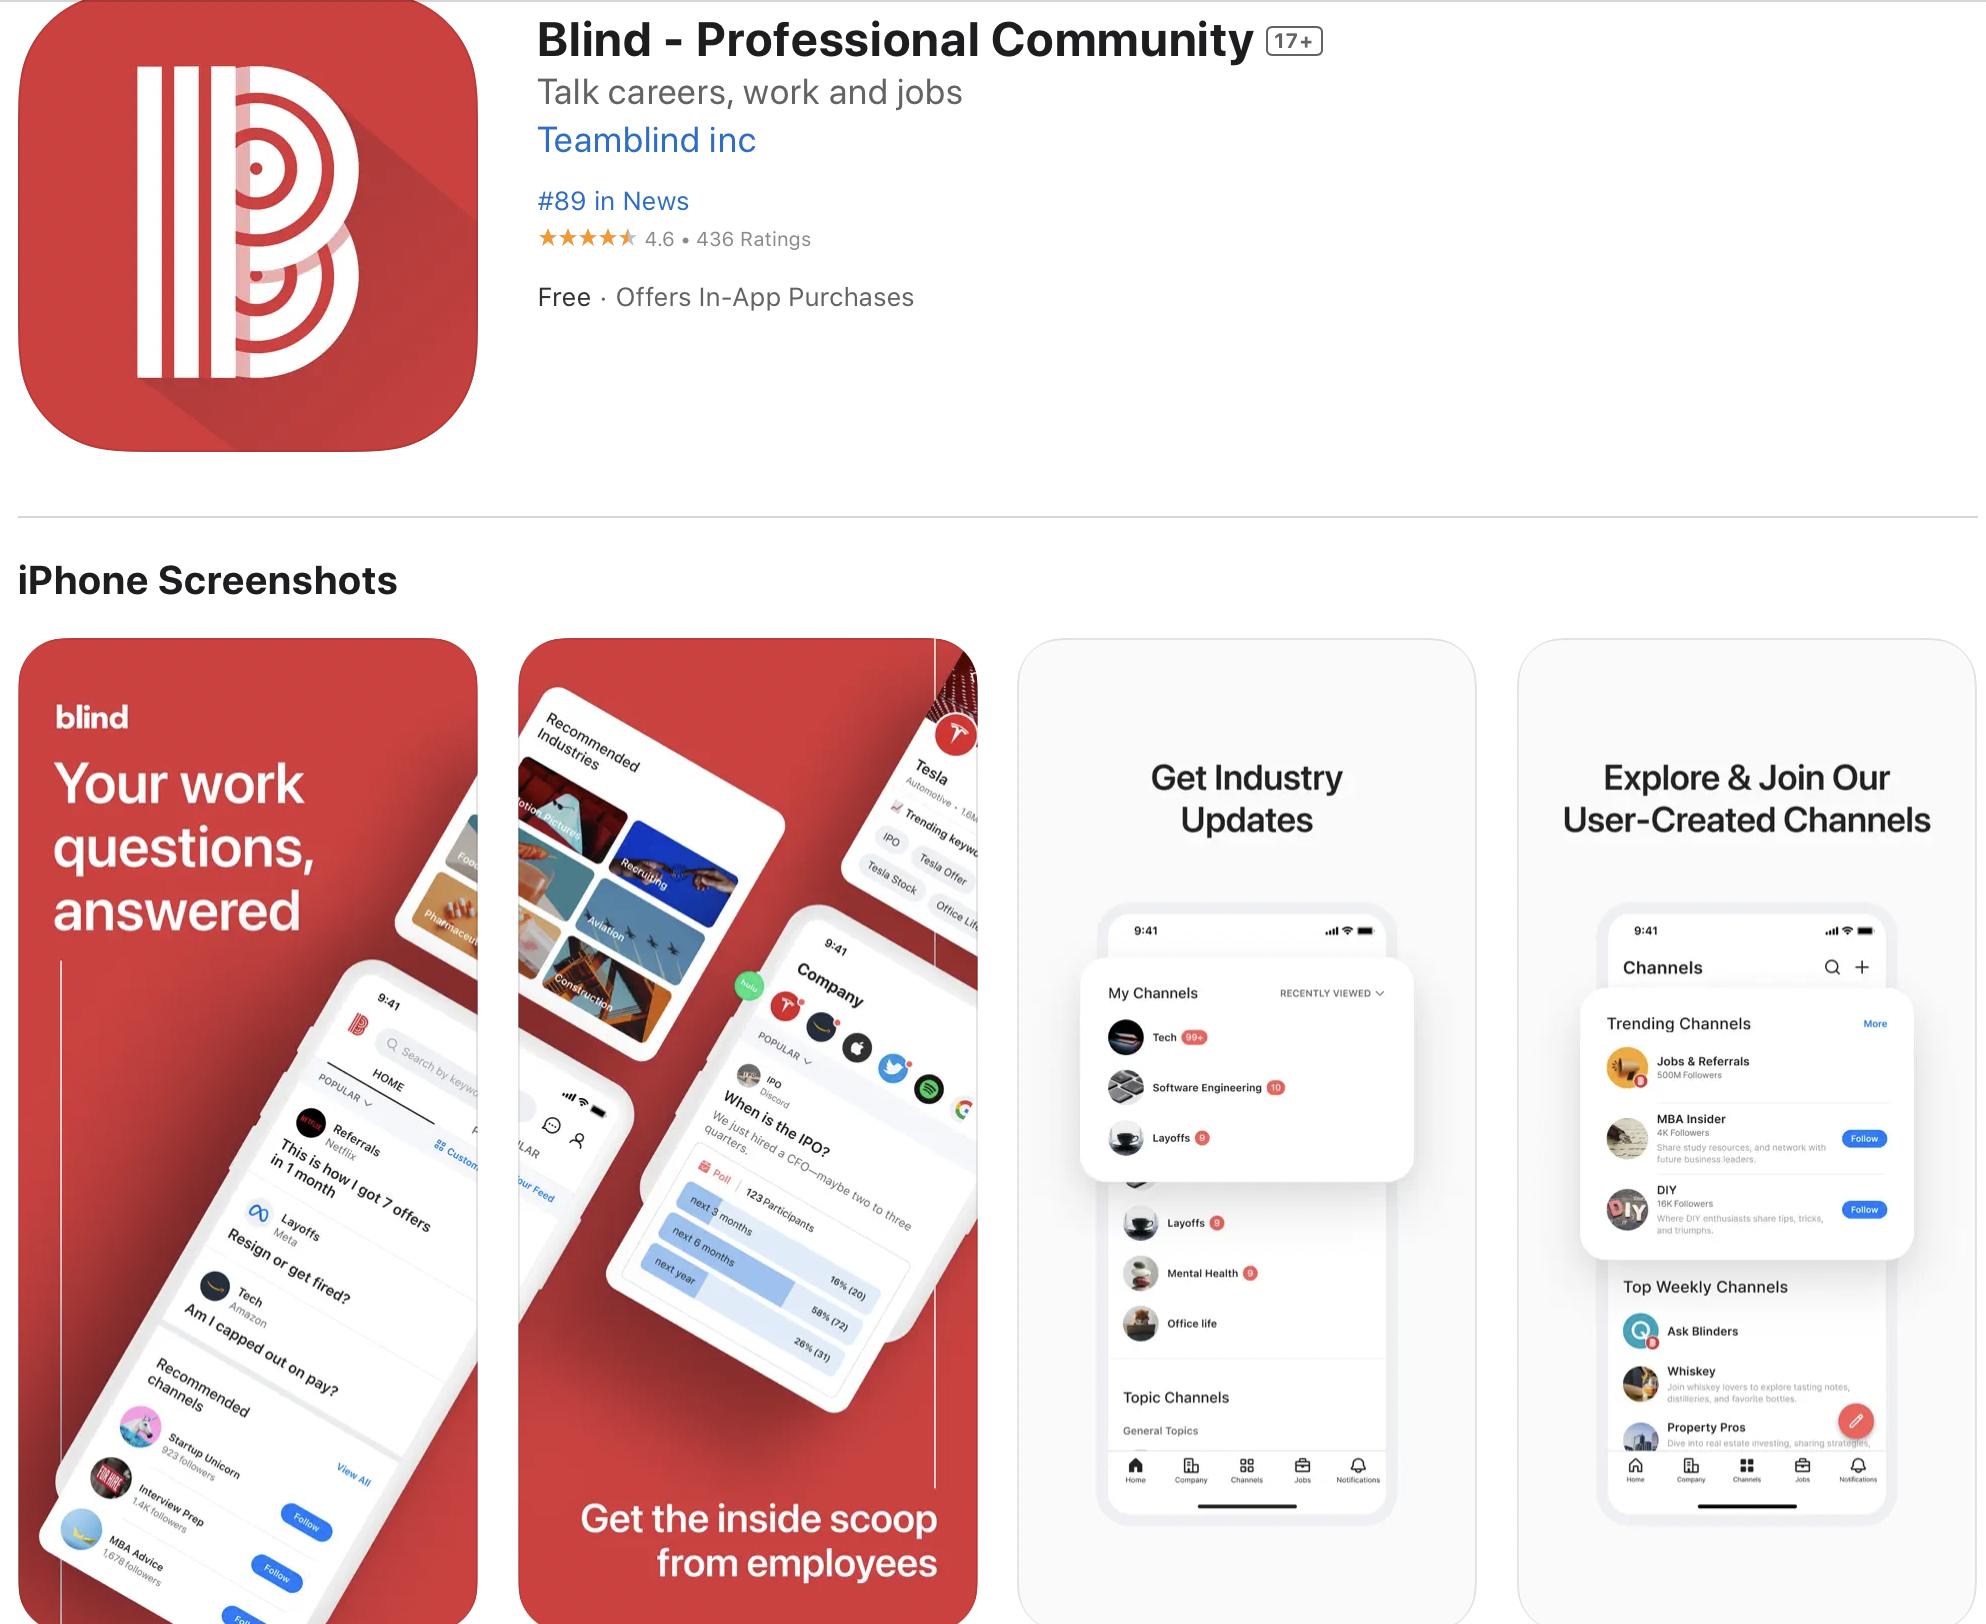 Blind - Professional Community 17+
Talk careers, work and jobs
Teamblind inc
#89 in News
4.6 • 436 Ratings
Free · Offers In-App Purchases
iPhone Screenshots
blind
Your work
questions,
answered
Pharmaceut
9:41
Search by keywo
HOME
POPULAR
Custom
Referrals
Netflix
This is how I got 7 offers
in 1 month
Layoffs
Meta
Resign or get fired?
Tech
Amazon
Am I capped out on pay?
Recommended
channels
View All
Startup Unicorn
923 followers
Follow
Interview Prep
1.4K followers
Follow
MBA Advice
1,678 followers
Recommended
Industries
otion Pictures
Recruiting
Aviation
Construction
Tesla
Automotive • 1.6M
Trending keywo
IPO
Tesla Offer
Tesla Stock
Office Lif
LAR
our Feed
hulu
9:41
Company
POPULAR
IPO
Discord
When is the IPO?
We just hired a CFO—maybe two to three
quarters.
Poll | 123 Participants
next 3 months 16% (20)
next 6 months 58% (72)
next year 26% (31)
Get the inside scoop
from employees
Get Industry
Updates
9:41
My Channels RECENTLY VIEWED
Tech 99+
Software Engineering 10
Layoffs 9
Layoffs 9
Mental Health 9
Office life
Topic Channels
General Topics
Home Company Channels Jobs Notifications
Explore & Join Our
User-Created Channels
9:41
Channels
Trending Channels More
Jobs & Referrals
500M Followers
MBA Insider
4K Followers
Share study resources, and network with
future business leaders.
Follow
DIY
16K Followers
Where DIY enthusiasts share tips, tricks,
and triumphs.
Follow
Top Weekly Channels
Ask Blinders
Whiskey
Join whiskey lovers to explore tasting notes,
distilleries, and favorite bottles.
Property Pros
Dive into real estate investing, sharing strategies,
Home Company Channels Jobs Notifications